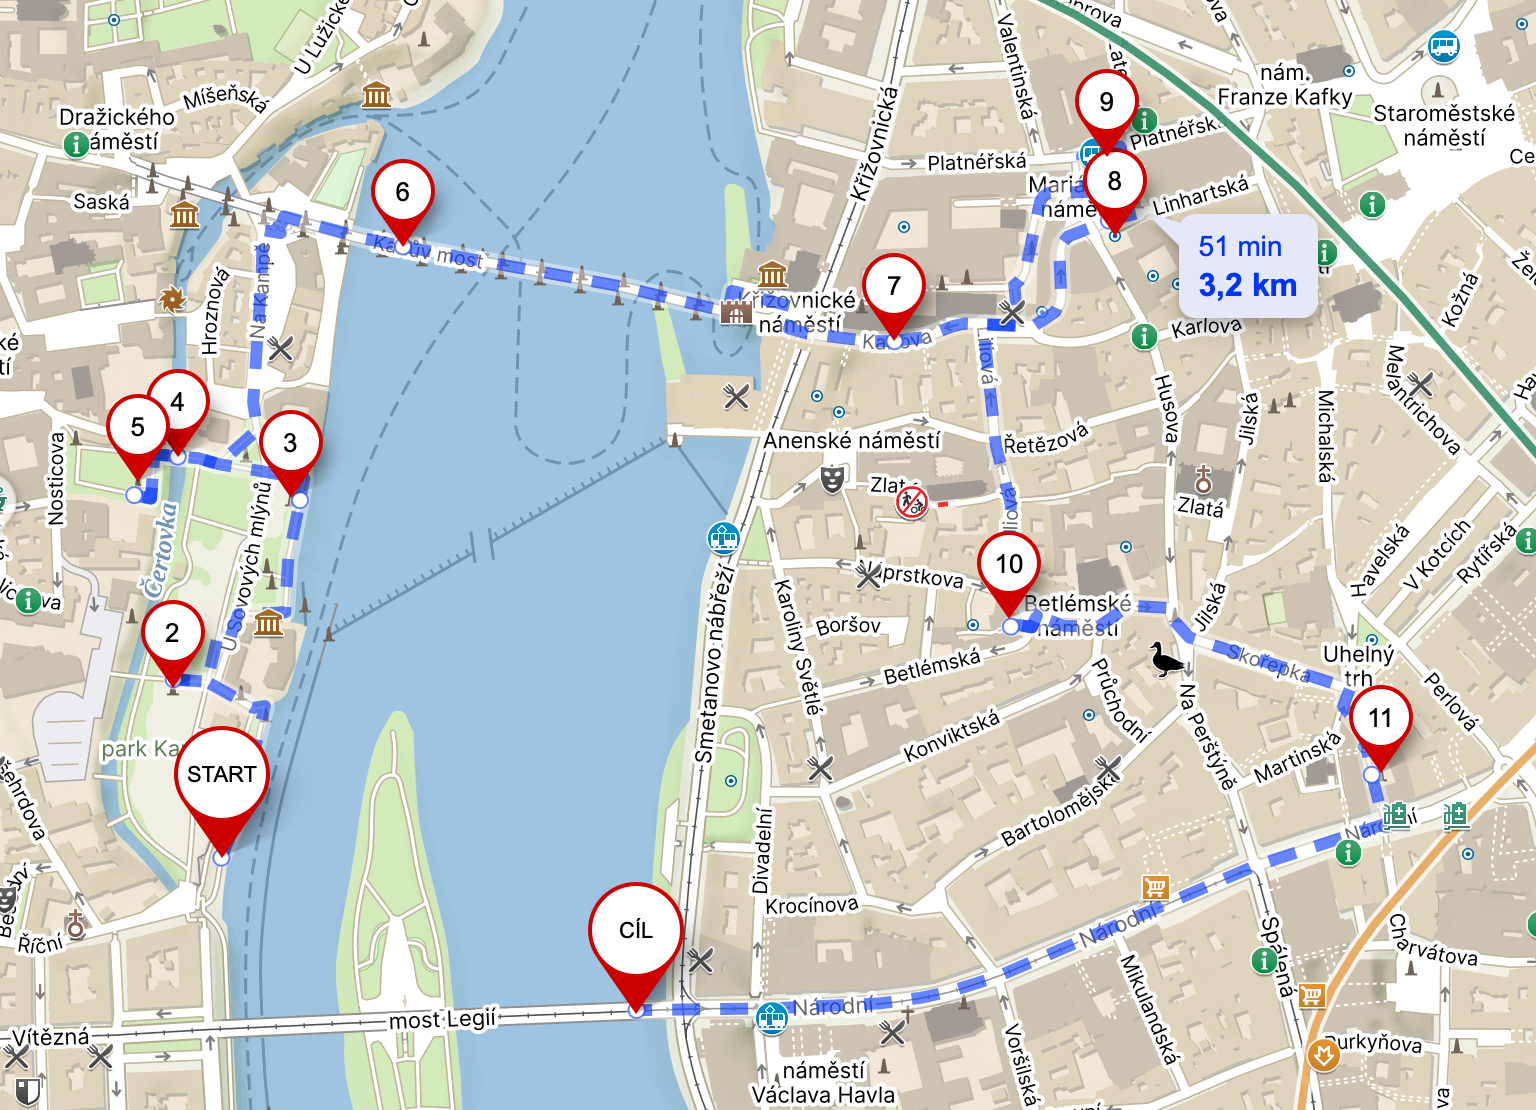 U Lužické
Valentinská
Míšeňská
nám.
Franze Kafky
Dražického
náměstí
Staroměstské
náměstí
Křižovnická
9
Platnéřská
Platnéřská
6
8
Saská
Linhartská
51 min
3,2 km
Na Kampě
Karlův most
7
Hroznová
Křižovnické
náměstí
Karlova
Karlova
Kožná
Liliová
Melantrichova
Husova
Jilská
Michalská
4
5
3
Anenské náměstí
Řetězová
Nosticova
Zlatá
Čertovka
U Sovových mlýnů
Havelská
V Kotcích
Rytířská
10
Betlémské
náměstí
Karoliny Světlé
Boršov
Jilská
2
Smetanovo nábřeží
Betlémská
Skořepka
Uhelný
trh
Průchodní
Na Perštýně
Perlová
11
Konviktská
Martinská
START
Bartolomějská
Národní
Divadelní
Krocínova
CÍL
Národní
Spálená
Charvátova
Říční
Mikulandská
Národní
most Legií
Vítězná
Voršilská
Purkyňova
náměstí
Václava Havla